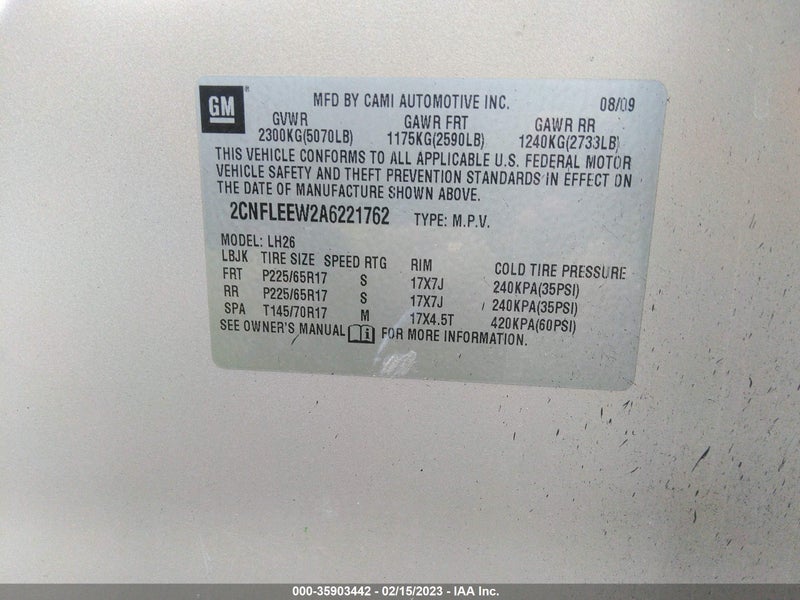 GM ®
MFD BY CAMI AUTOMOTIVE INC. 08/09
GVWR GAWR FRT GAWR RR
2300KG(5070LB) 1175KG(2590LB) 1240KG(2733LB)
THIS VEHICLE CONFORMS TO ALL APPLICABLE U.S. FEDERAL MOTOR
VEHICLE SAFETY AND THEFT PREVENTION STANDARDS IN EFFECT ON
THE DATE OF MANUFACTURE SHOWN ABOVE.
2CNFLEEW2A6221762 TYPE: M.P.V.
MODEL: LH26
LBJK TIRE SIZE SPEED RTG RIM COLD TIRE PRESSURE
FRT P225/65R17 S 17X7J 240KPA(35PSI)
RR P225/65R17 S 17X7J 240KPA(35PSI)
SPA T145/70R17 M 17X4.5T 420KPA(60PSI)
SEE OWNER'S MANUAL FOR MORE INFORMATION.
000-35903442 - 02/15/2023 - IAA Inc.